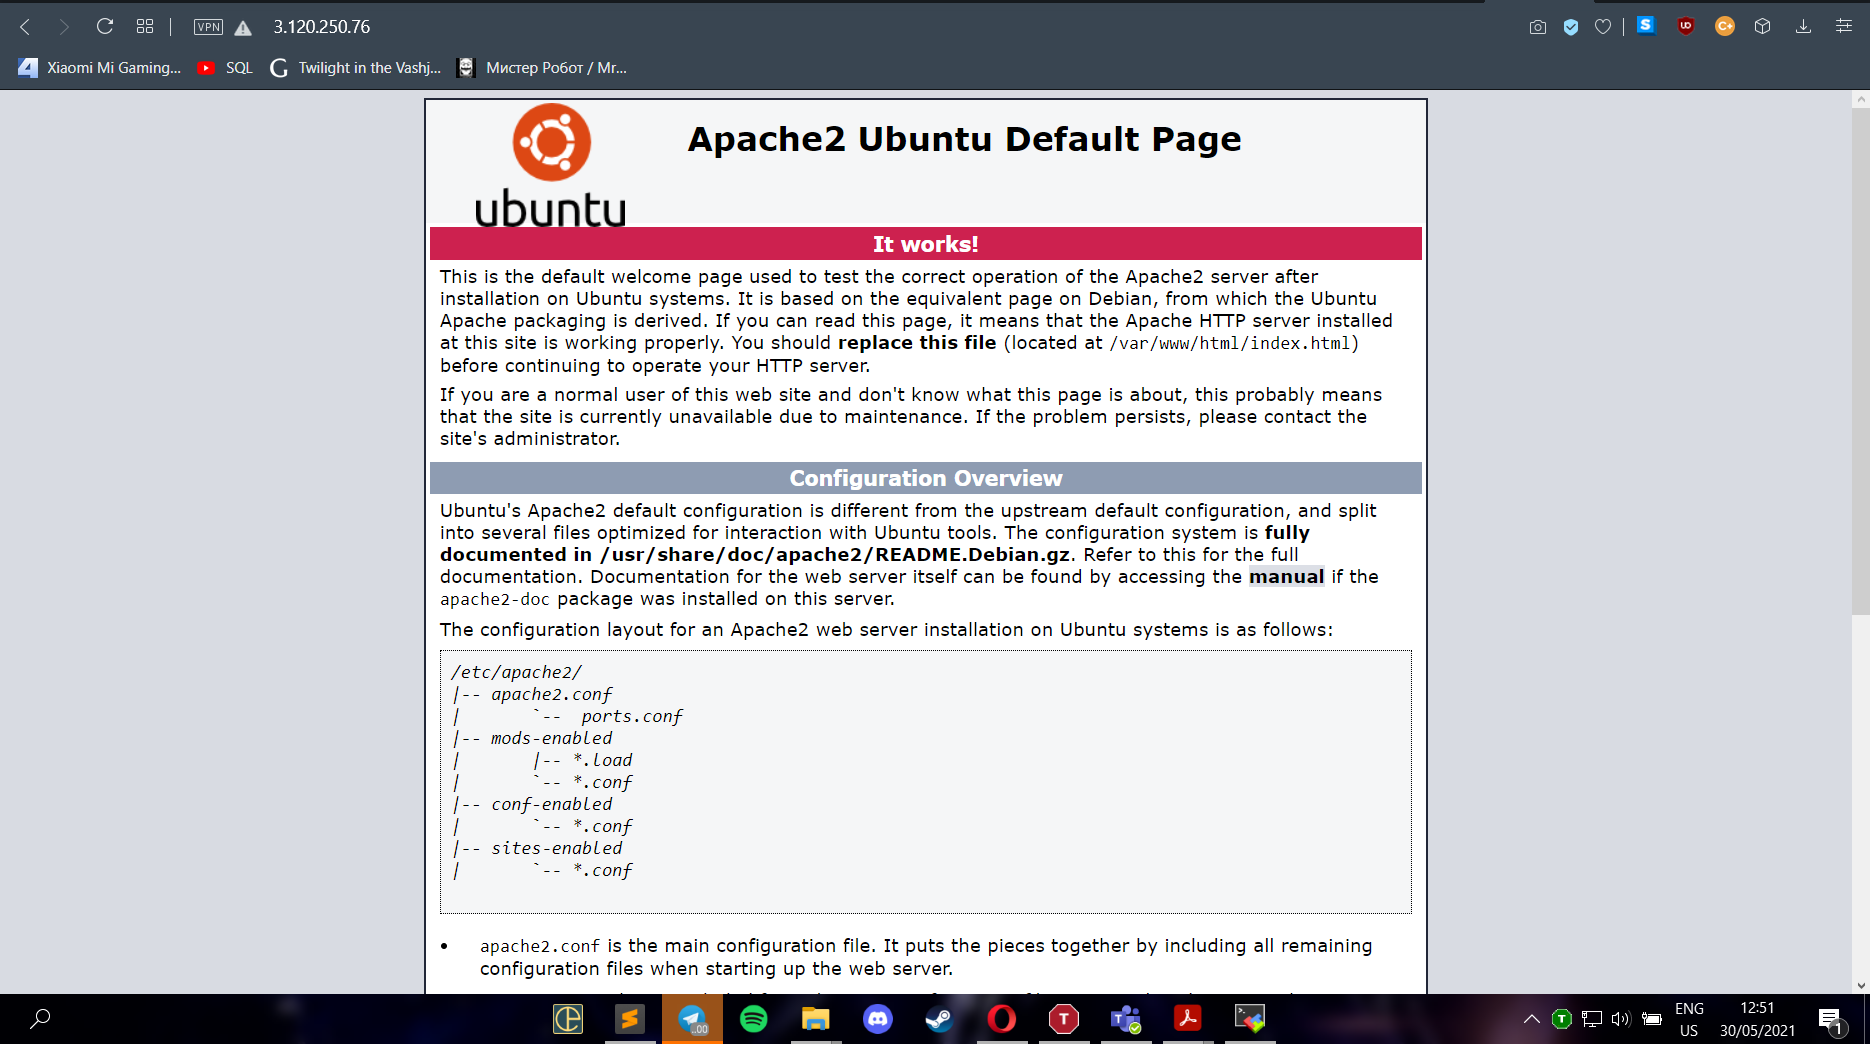 VPN 3.120.250.76
Xiaomi Mi Gaming... SQL Twilight in the Vashj... Мистер Робот / Mr...
ubuntu
Apache2 Ubuntu Default Page
It works!
This is the default welcome page used to test the correct operation of the Apache2 server after
installation on Ubuntu systems. It is based on the equivalent page on Debian, from which the Ubuntu
Apache packaging is derived. If you can read this page, it means that the Apache HTTP server installed
at this site is working properly. You should replace this file (located at /var/www/html/index.html)
before continuing to operate your HTTP server.
If you are a normal user of this web site and don't know what this page is about, this probably means
that the site is currently unavailable due to maintenance. If the problem persists, please contact the
site's administrator.
Configuration Overview
Ubuntu's Apache2 default configuration is different from the upstream default configuration, and split
into several files optimized for interaction with Ubuntu tools. The configuration system is fully
documented in /usr/share/doc/apache2/README.Debian.gz. Refer to this for the full
documentation. Documentation for the web server itself can be found by accessing the manual if the
apache2-doc package was installed on this server.
The configuration layout for an Apache2 web server installation on Ubuntu systems is as follows:
/etc/apache2/
|-- apache2.conf
|       `--  ports.conf
|-- mods-enabled
|       |-- *.load
|       `-- *.conf
|-- conf-enabled
|       `-- *.conf
|-- sites-enabled
|       `-- *.conf
• apache2.conf is the main configuration file. It puts the pieces together by including all remaining
configuration files when starting up the web server.
ENG
US
12:51
30/05/2021
1